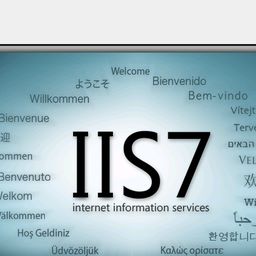 Welcome
ようこそ
Bienvenido
Willkommen
Bem-vindo
Vítejt
Bienvenue
Terve
迎
הבאים
ommen
VEL
IIS7
欢
Benvenuto
internet information services
Velkom
Wi
Välkommen
Hoş Geldiniz
환영합니다
Üdvözöljük
Καλώς ορίσατε